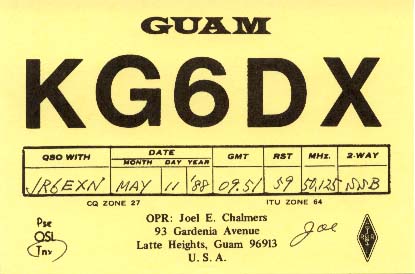 GUAM
KG6DX
QSO WITH DATE GMT RST MHz. 2-WAY
MONTH DAY YEAR
JR6EXN MAY 11 '88 09.51 59 50.125 SSB
CQ ZONE 27 ITU ZONE 64
Pse
QSL
Tnx
OPR: Joel E. Chalmers
93 Gardenia Avenue
Latte Heights, Guam 96913
U. S. A.
Joe